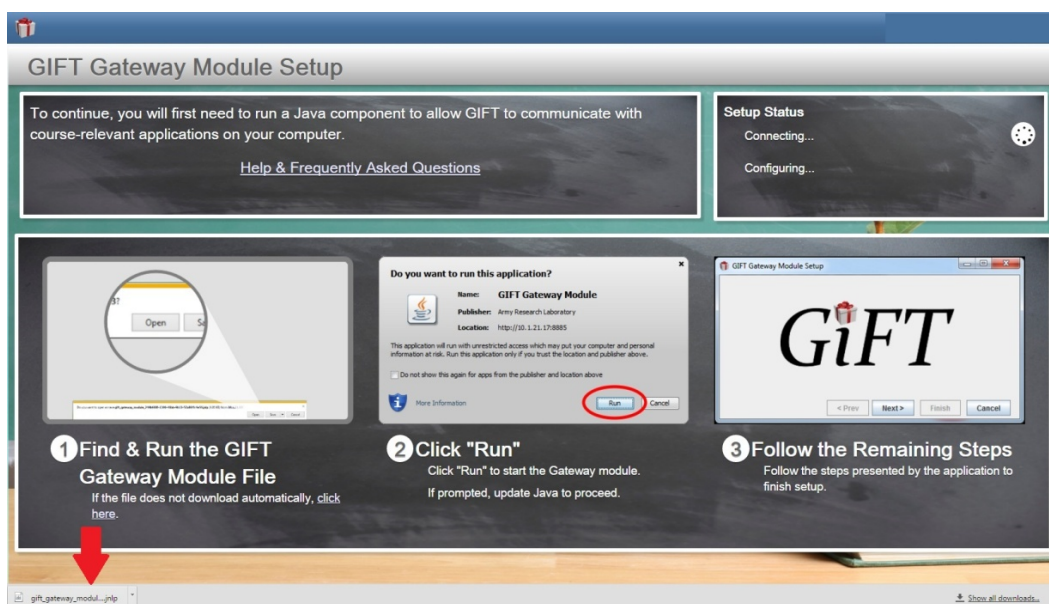 GIFT Gateway Module Setup
To continue, you will first need to run a Java component to allow GIFT to communicate with
course-relevant applications on your computer.
Help & Frequently Asked Questions
Setup Status
Connecting...
Configuring...
Open
Do you want to run this application?
Name: GIFT Gateway Module
Publisher: Army Research Laboratory
Location: http://10.1.21.17:8885
This application will run with unrestricted access which may put your computer and personal
information at risk. Run this application only if you trust the location and publisher above.
Do not show this again for apps from the publisher and location above
More Information
Run
Cancel
GIFT Gateway Module Setup
GiFT
< Prev
Next >
Finish
Cancel
1 Find & Run the GIFT
Gateway Module File
If the file does not download automatically, click
here.
2 Click "Run"
Click "Run" to start the Gateway module.
If prompted, update Java to proceed.
3 Follow the Remaining Steps
Follow the steps presented by the application to
finish setup.
gift_gateway_modul....jnlp
Show all downloads...